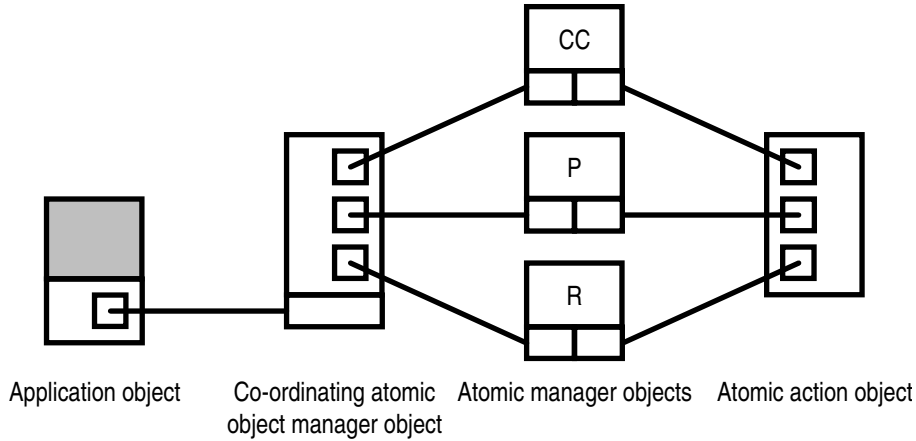 CC
P
R
Application object
Co-ordinating atomic
object manager object
Atomic manager objects
Atomic action object